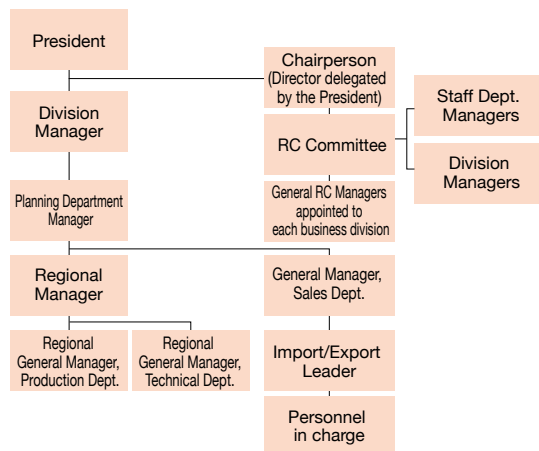 President
Chairperson
(Director delegated
by the President)
Division
Manager
Staff Dept.
Managers
RC Committee
Division
Managers
Planning Department
Manager
General RC Managers
appointed to
each business division
Regional
Manager
General Manager,
Sales Dept.
Regional
General Manager,
Production Dept.
Regional
General Manager,
Technical Dept.
Import/Export
Leader
Personnel
in charge